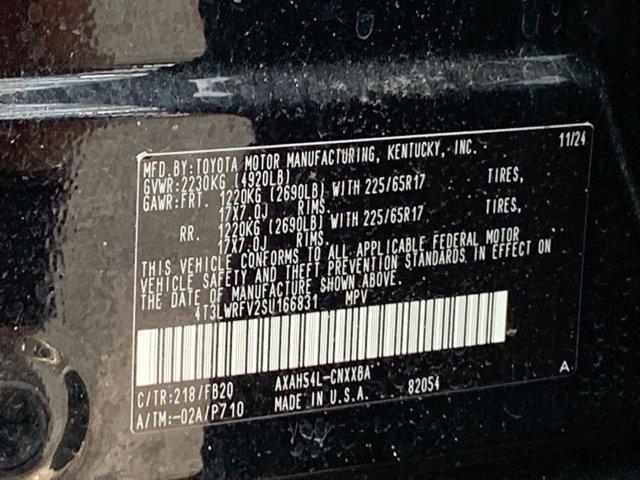 MFD.BY:TOYOTA MOTOR MANUFACTURING, KENTUCKY, INC. 11/24
GVWR:2230KG (4920LB)
GAWR:FRT. 1220KG (2690LB) WITH 225/65R17 TIRES,
17X7.0J RIMS.
RR. 1220KG (2690LB) WITH 225/65R17 TIRES,
17X7.0J RIMS.
THIS VEHICLE CONFORMS TO ALL APPLICABLE FEDERAL MOTOR
VEHICLE SAFETY AND THEFT PREVENTION STANDARDS IN EFFECT ON
THE DATE OF MANUFACTURE SHOWN ABOVE.
4T3LWRFV2SU166831 MPV
C/TR:218/FB20 AXAH54L-CNXXBA A
A/TM:-02A/P710 MADE IN U.S.A. 82054